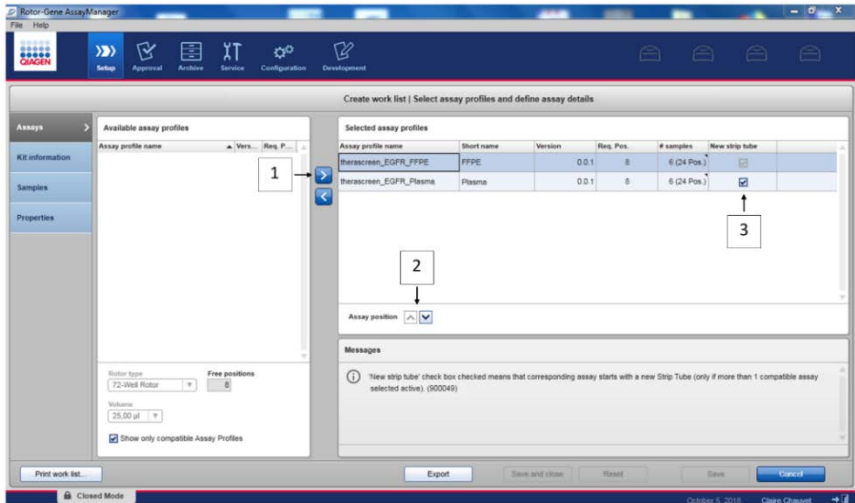 Rotor-Gene AssayManager
File Help
QIAGEN
Setup Approval Archive Service Configuration Development
Create work list | Select assay profiles and define assay details
Assays
Kit information
Samples
Properties
Available assay profiles
Assay profile name Vers... Req. P...
1
Selected assay profiles
Assay profile name Short name Version Req. Pos. # samples New strip tube
therascreen_EGFR_FFPE FFPE 0.0.1 8 6 (24 Pos.)
therascreen_EGFR_Plasma Plasma 0.0.1 8 6 (24 Pos.)
3
2
Assay position
Rotor type Free positions
72-Well Rotor 8
Volume
25,00 µl
Show only compatible Assay Profiles
Messages
'New strip tube' check box checked means that corresponding assay starts with a new Strip Tube (only if more than 1 compatible assay
selected active). (900049)
Print work list... Export Save and close Reset Save Cancel
Closed Mode October 5, 2016 Claire Chauvet